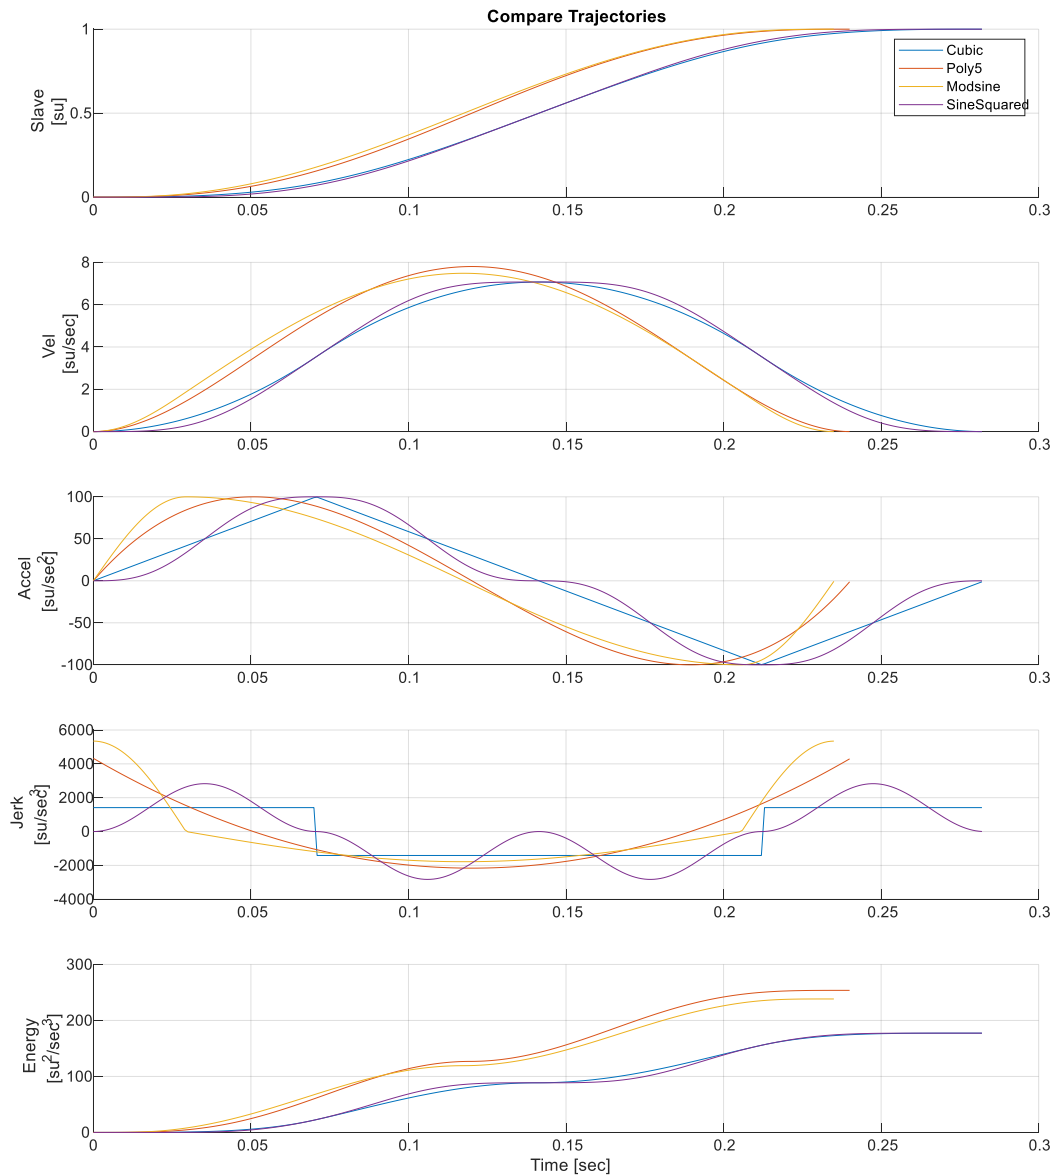 Compare Trajectories
1
0.5
0
Slave
[su]
Cubic
Poly5
Modsine
SineSquared
0 0.05 0.1 0.15 0.2 0.25 0.3
8
6
4
2
0
Vel
[su/sec]
0 0.05 0.1 0.15 0.2 0.25 0.3
100
50
0
-50
-100
Accel
[su/sec²]
0 0.05 0.1 0.15 0.2 0.25 0.3
6000
4000
2000
0
-2000
-4000
Jerk
[su/sec³]
0 0.05 0.1 0.15 0.2 0.25 0.3
300
200
100
0
Energy
[su²/sec³]
0 0.05 0.1 0.15 0.2 0.25 0.3
Time [sec]